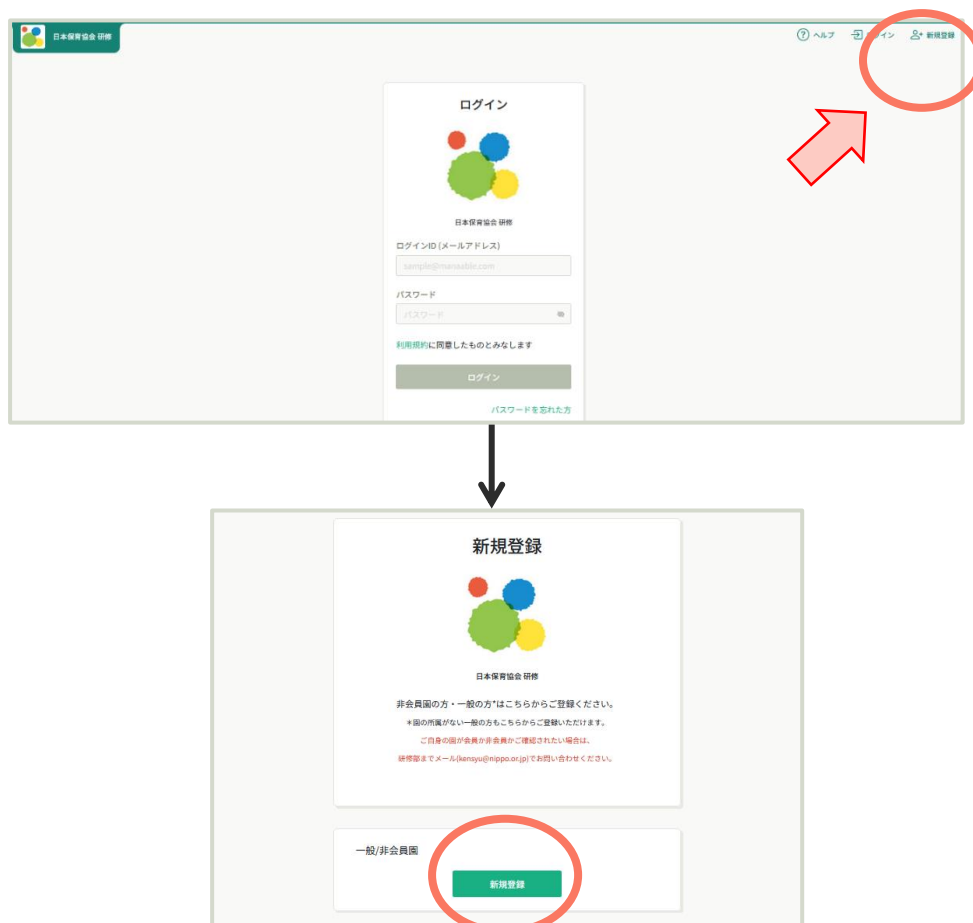 日本保育協会 研修
ヘルプ ログイン 新規登録
ログイン
日本保育協会 研修
ログインID (メールアドレス)
sample@manaable.com
パスワード
パスワード
利用規約に同意したものとみなします
ログイン
パスワードを忘れた方
新規登録
日本保育協会 研修
非会員園の方・一般の方*はこちらからご登録ください。
*園の所属がない一般の方もこちらからご登録いただけます。
ご自身の園が会員か非会員かご確認されたい場合は、
研修部までメール(kensyu@nippo.or.jp)でお問い合わせください。
一般/非会員園
新規登録